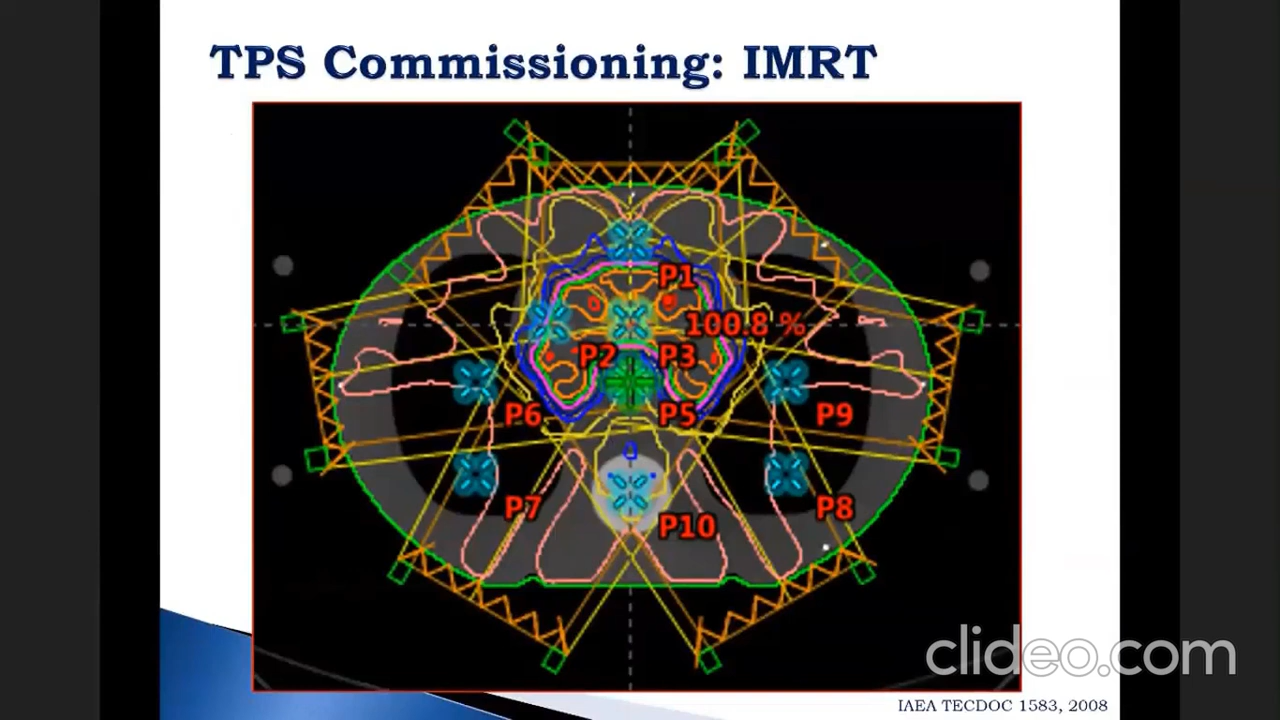 TPS Commissioning: IMRT
P1
100.8 %
P2
P3
P6
P5
P9
P7
P10
P8
clideo.com
IAEA TECDOC 1583, 2008